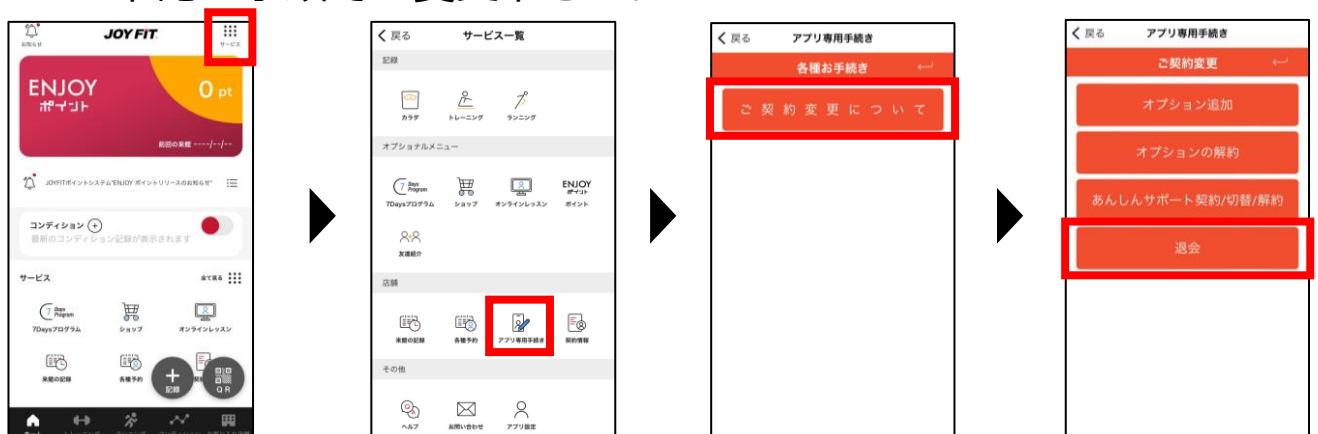 お知らせ
JOY FIT
サービス
ENJOY
ポイント
0 pt
前回の来館 ----/--/--
JOYFITポイントシステム"ENJOY ポイントリリースのお知らせ"
コンディション
最新のコンディション記録が表示されます
サービス
全て見る
7 Days Program
7Daysプログラム
ショップ
オンラインレッスン
来館の記録
各種予約
+
記録
QR
戻る
サービス一覧
記録
カラダ
トレーニング
ランニング
オプショナルメニュー
7 Days Program
ENJOY
ポイント
7Daysプログラム
ショップ
オンラインレッスン
ポイント
友達紹介
店舗
来館の記録
各種予約
アプリ専用手続き
契約情報
その他
ヘルプ
お問い合わせ
アプリ設定
戻る
アプリ専用手続き
各種お手続き
ご契約変更について
戻る
アプリ専用手続き
ご契約変更
オプション追加
オプションの解約
あんしんサポート契約/切替/解約
退会